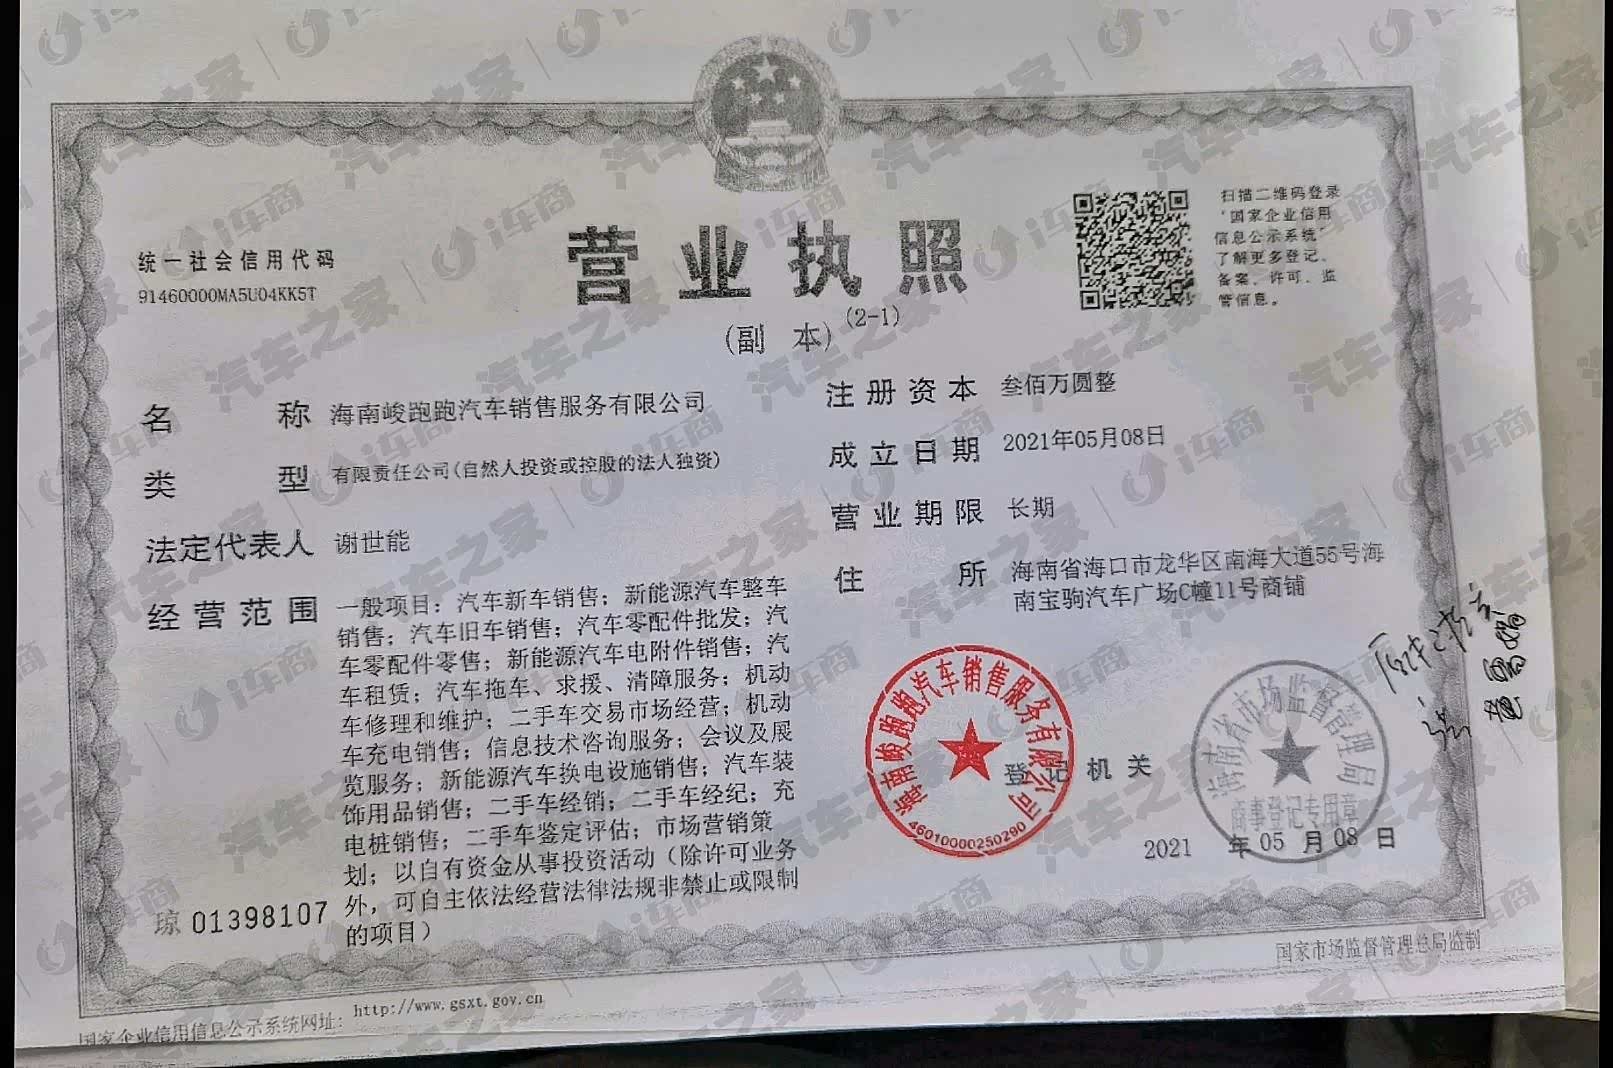 营业执照
(副 本) (2-1)
统一社会信用代码
91460000MA5U04KK5T
扫描二维码登录
'国家企业信用
信息公示系统'
了解更多登记、
备案、许可、监
管信息。
名 称 海南峻跑跑汽车销售服务有限公司
类 型 有限责任公司(自然人投资或控股的法人独资)
法定代表人 谢世能
经营范围 一般项目:汽车新车销售;新能源汽车整车
销售;汽车旧车销售;汽车零配件批发;汽
车零配件零售;新能源汽车电附件销售;汽
车租赁;汽车拖车、求援、清障服务;机动
车修理和维护;二手车交易市场经营;机动
车充电销售;信息技术咨询服务;会议及展
览服务;新能源汽车换电设施销售;汽车装
饰用品销售;二手车经销;二手车经纪;充
电桩销售;二手车鉴定评估;市场营销策
划;以自有资金从事投资活动(除许可业务
外,可自主依法经营法律法规非禁止或限制
的项目)
注册资本 叁佰万圆整
成立日期 2021年05月08日
营业期限 长期
住 所 海南省海口市龙华区南海大道55号海
南宝驹汽车广场C幢11号商铺
海南峻跑跑汽车销售服务有限公司
46010000250290
登记机关
海南省市场监督管理局
商事登记专用章
2021 年 05 月 08 日
琼 01398107
国家企业信用信息公示系统网址: http://www.gsxt.gov.cn
国家市场监督管理总局监制
汽车之家 | i车商